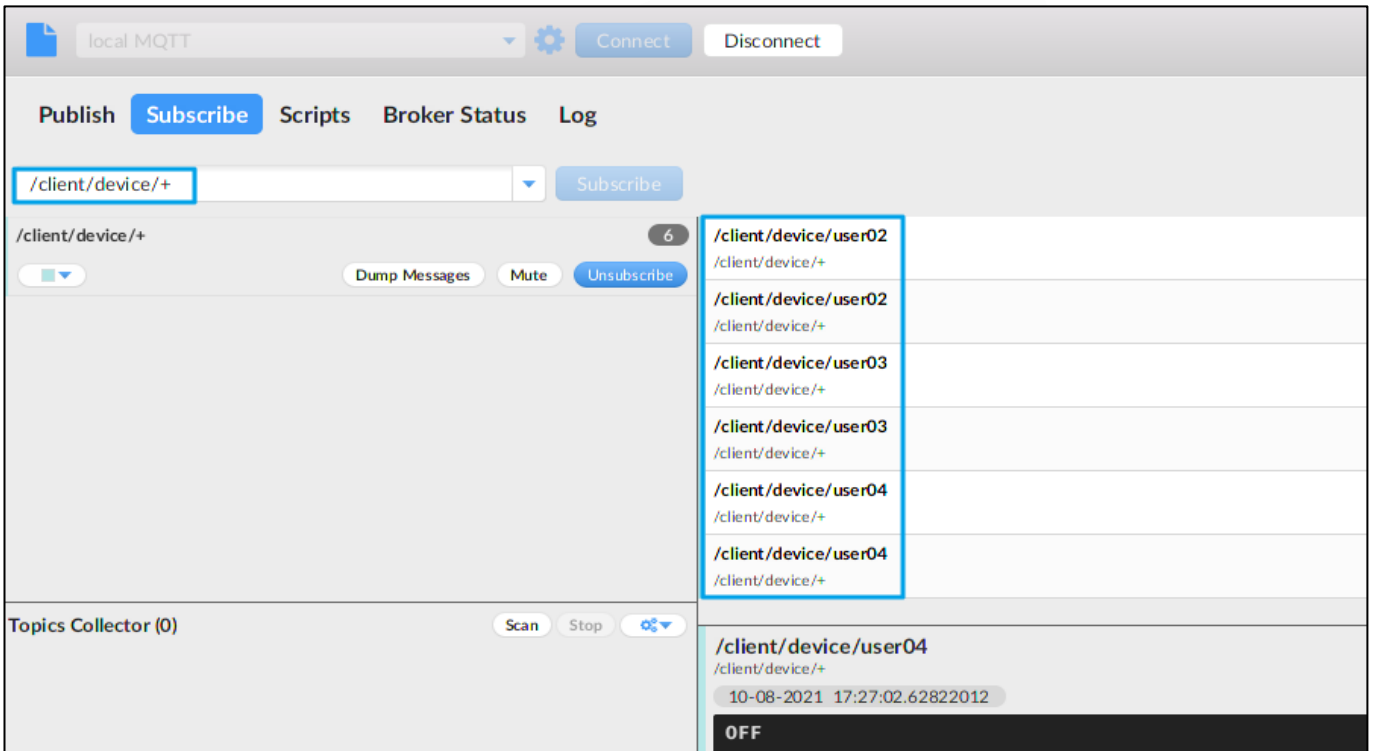 local MQTT Connect Disconnect
Publish Subscribe Scripts Broker Status Log
/client/device/+ Subscribe
/client/device/+ 6
Dump Messages Mute Unsubscribe
/client/device/user02
/client/device/+
/client/device/user02
/client/device/+
/client/device/user03
/client/device/+
/client/device/user03
/client/device/+
/client/device/user04
/client/device/+
/client/device/user04
/client/device/+
Topics Collector (0) Scan Stop
/client/device/user04
/client/device/+
10-08-2021 17:27:02.62822012
OFF